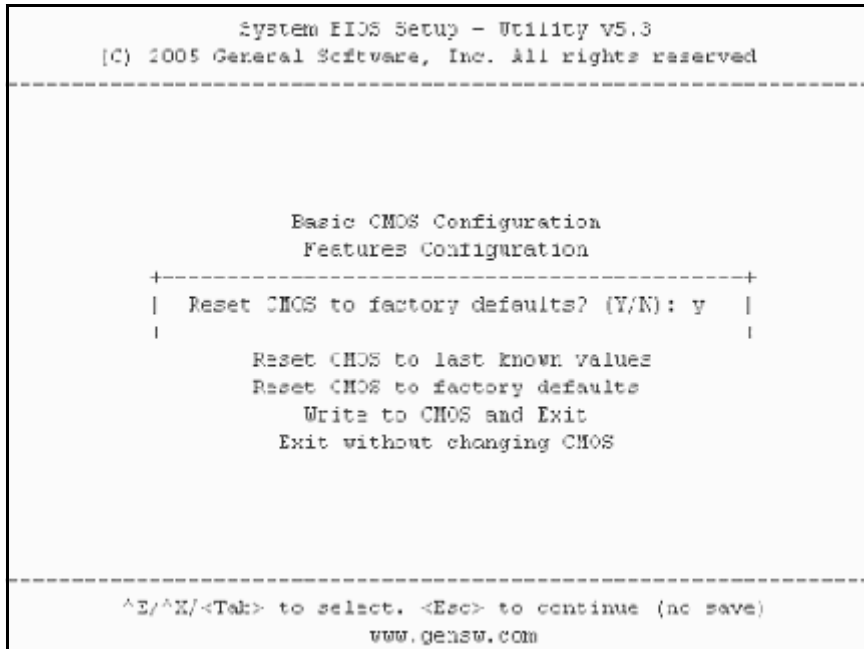 System BIOS Setup - Utility v5.3
(C) 2005 General Software, Inc. All rights reserved
Basic CMOS Configuration
Features Configuration
Reset CMOS to factory defaults? (Y/N): y
Reset CMOS to last known values
Reset CMOS to factory defaults
Write to CMOS and Exit
Exit without changing CMOS
^E/^X/<Tab> to select. <Esc> to continue (no save)
www.gensw.com